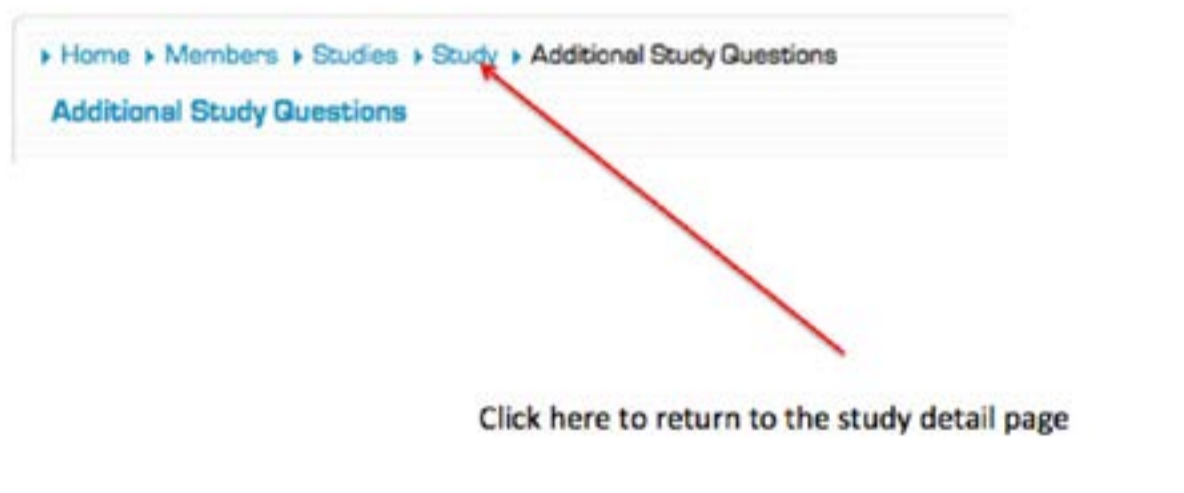 Home Members Studies Study Additional Study Questions
Additional Study Questions
Click here to return to the study detail page